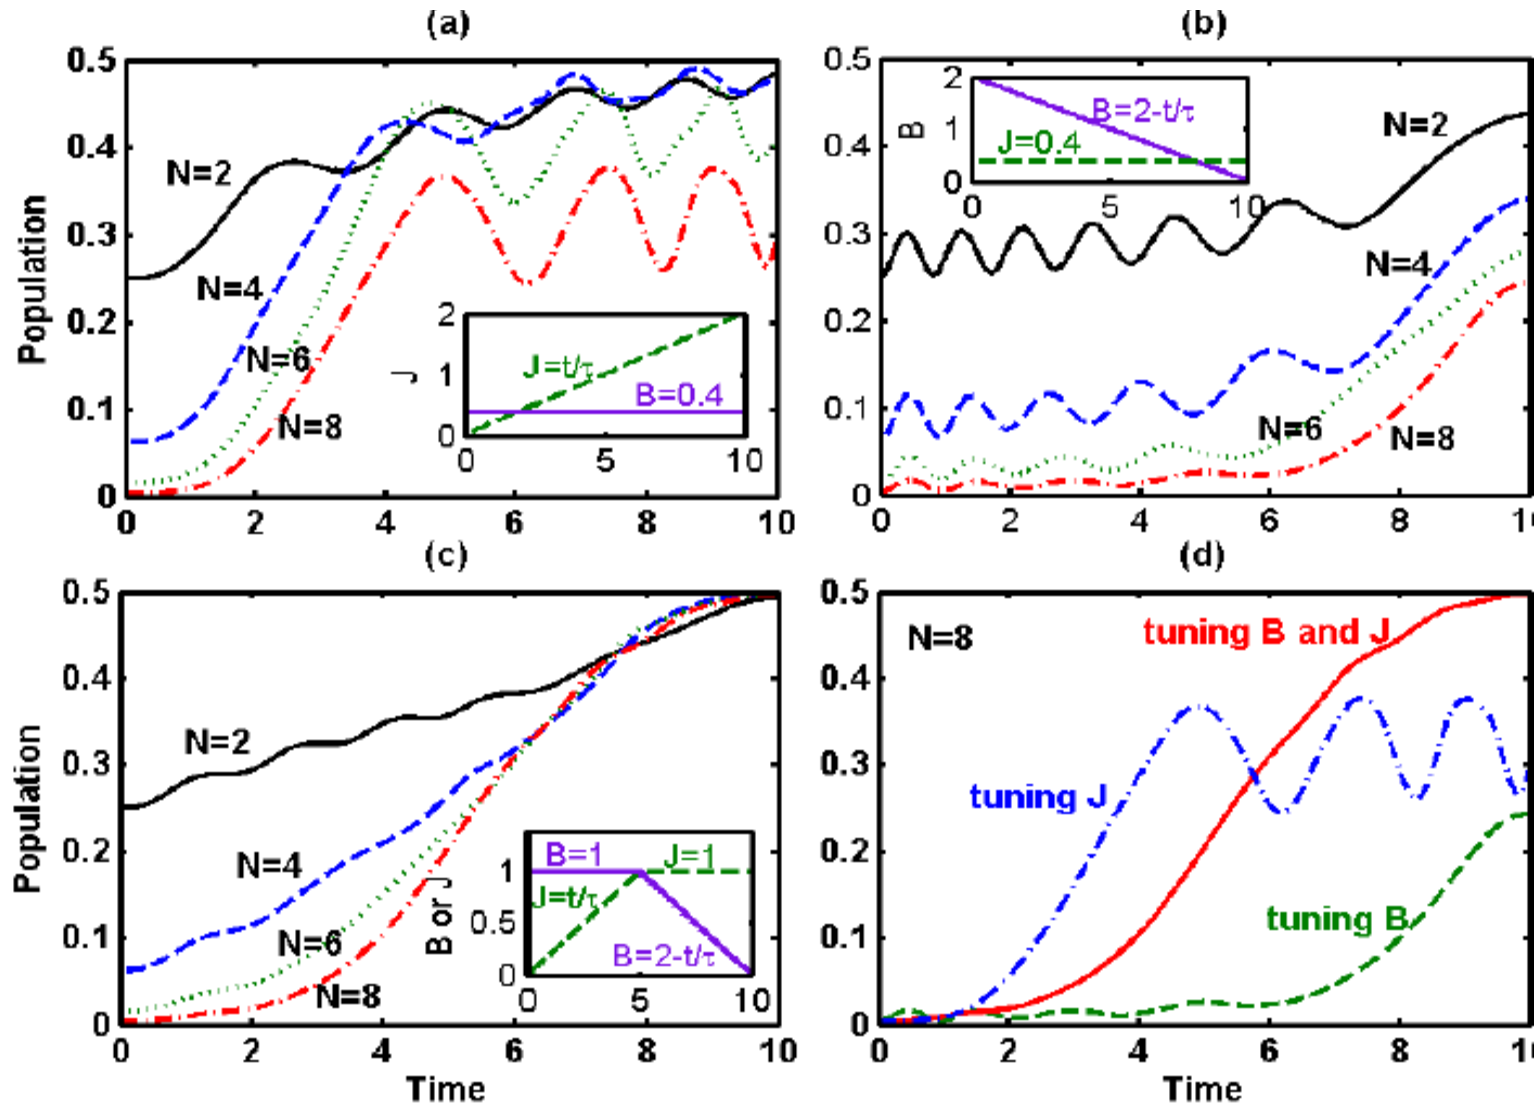 (a)
0.5
0.4
0.3
0.2
0.1
0
Population
N=2
N=4
N=6
N=8
2
1
0
J
J=t/τ
B=0.4
0 5 10
0 2 4 6 8 10
(b)
0.5
0.4
0.3
0.2
0.1
0
2
1
0
B
B=2-t/τ
J=0.4
0 5 10
N=2
N=4
N=6
N=8
0 2 4 6 8
(c)
0.5
0.4
0.3
0.2
0.1
0
Population
N=2
N=4
N=6
N=8
1
0.5
0
B or J
B=1
J=1
J=t/τ
B=2-t/τ
0 5 10
0 2 4 6 8 10
Time
(d)
0.5
0.4
0.3
0.2
0.1
0
N=8
tuning B and J
tuning J
tuning B
0 2 4 6 8
Time